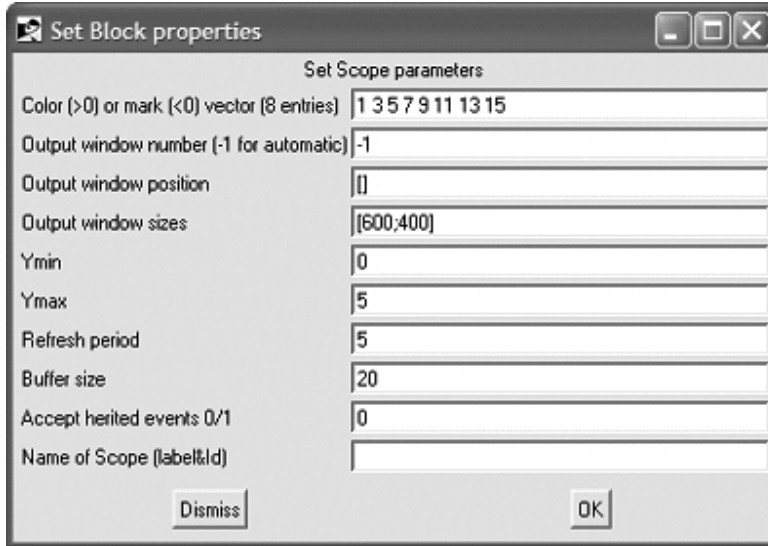 Set Block properties
Set Scope parameters
Color (>0) or mark (<0) vector (8 entries) 1 3 5 7 9 11 13 15
Output window number (-1 for automatic) -1
Output window position []
Output window sizes [600;400]
Ymin 0
Ymax 5
Refresh period 5
Buffer size 20
Accept herited events 0/1 0
Name of Scope (label&Id)
Dismiss OK